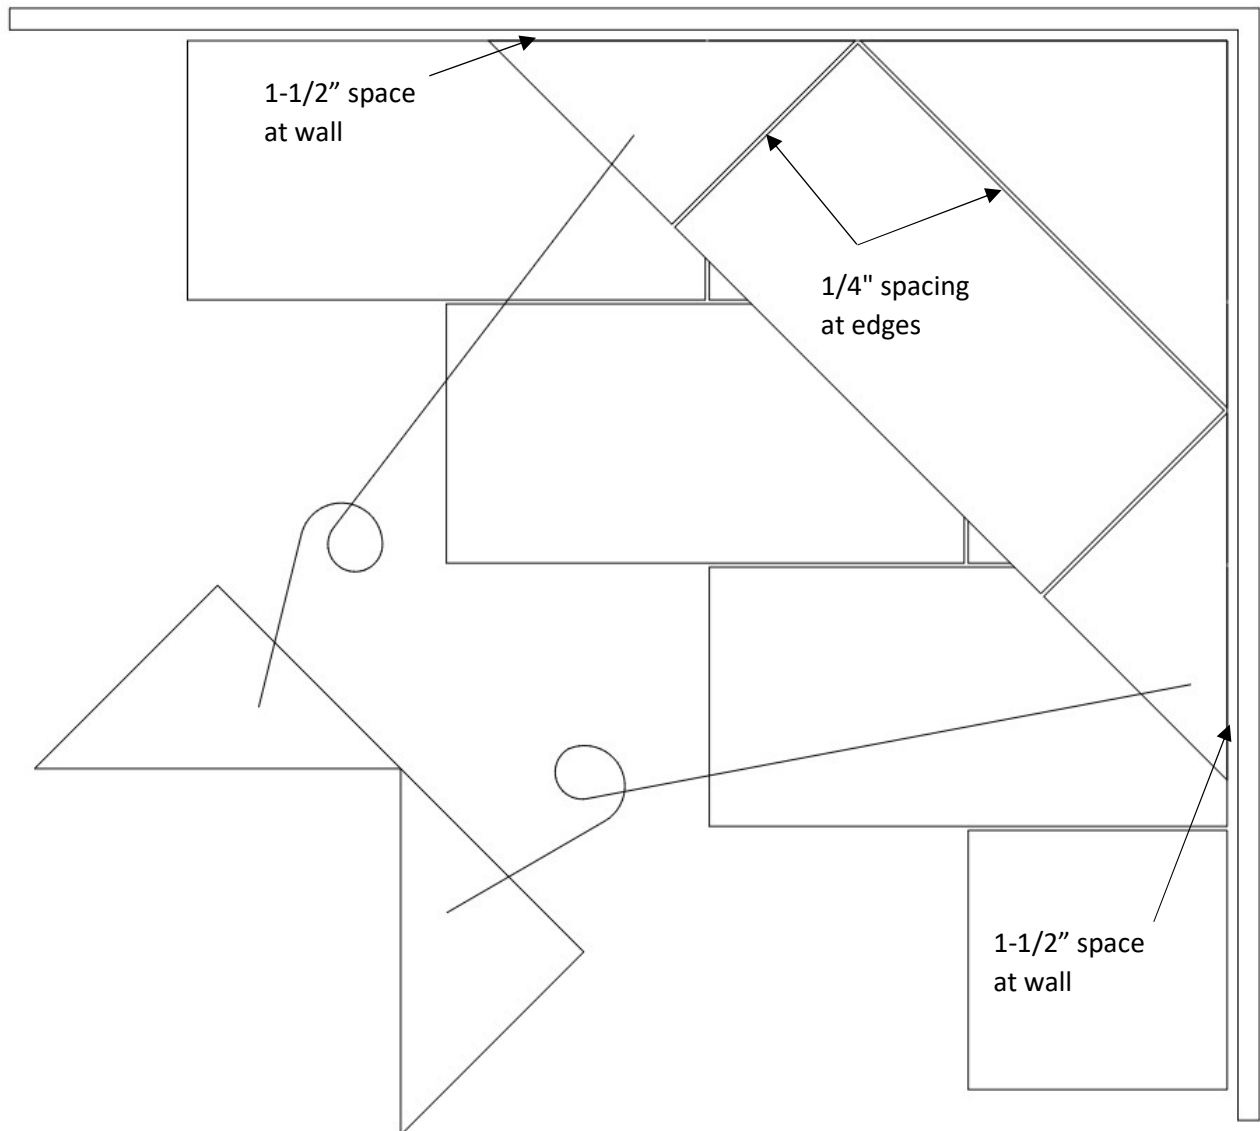 1-1/2” space
at wall
1/4" spacing
at edges
1-1/2” space
at wall